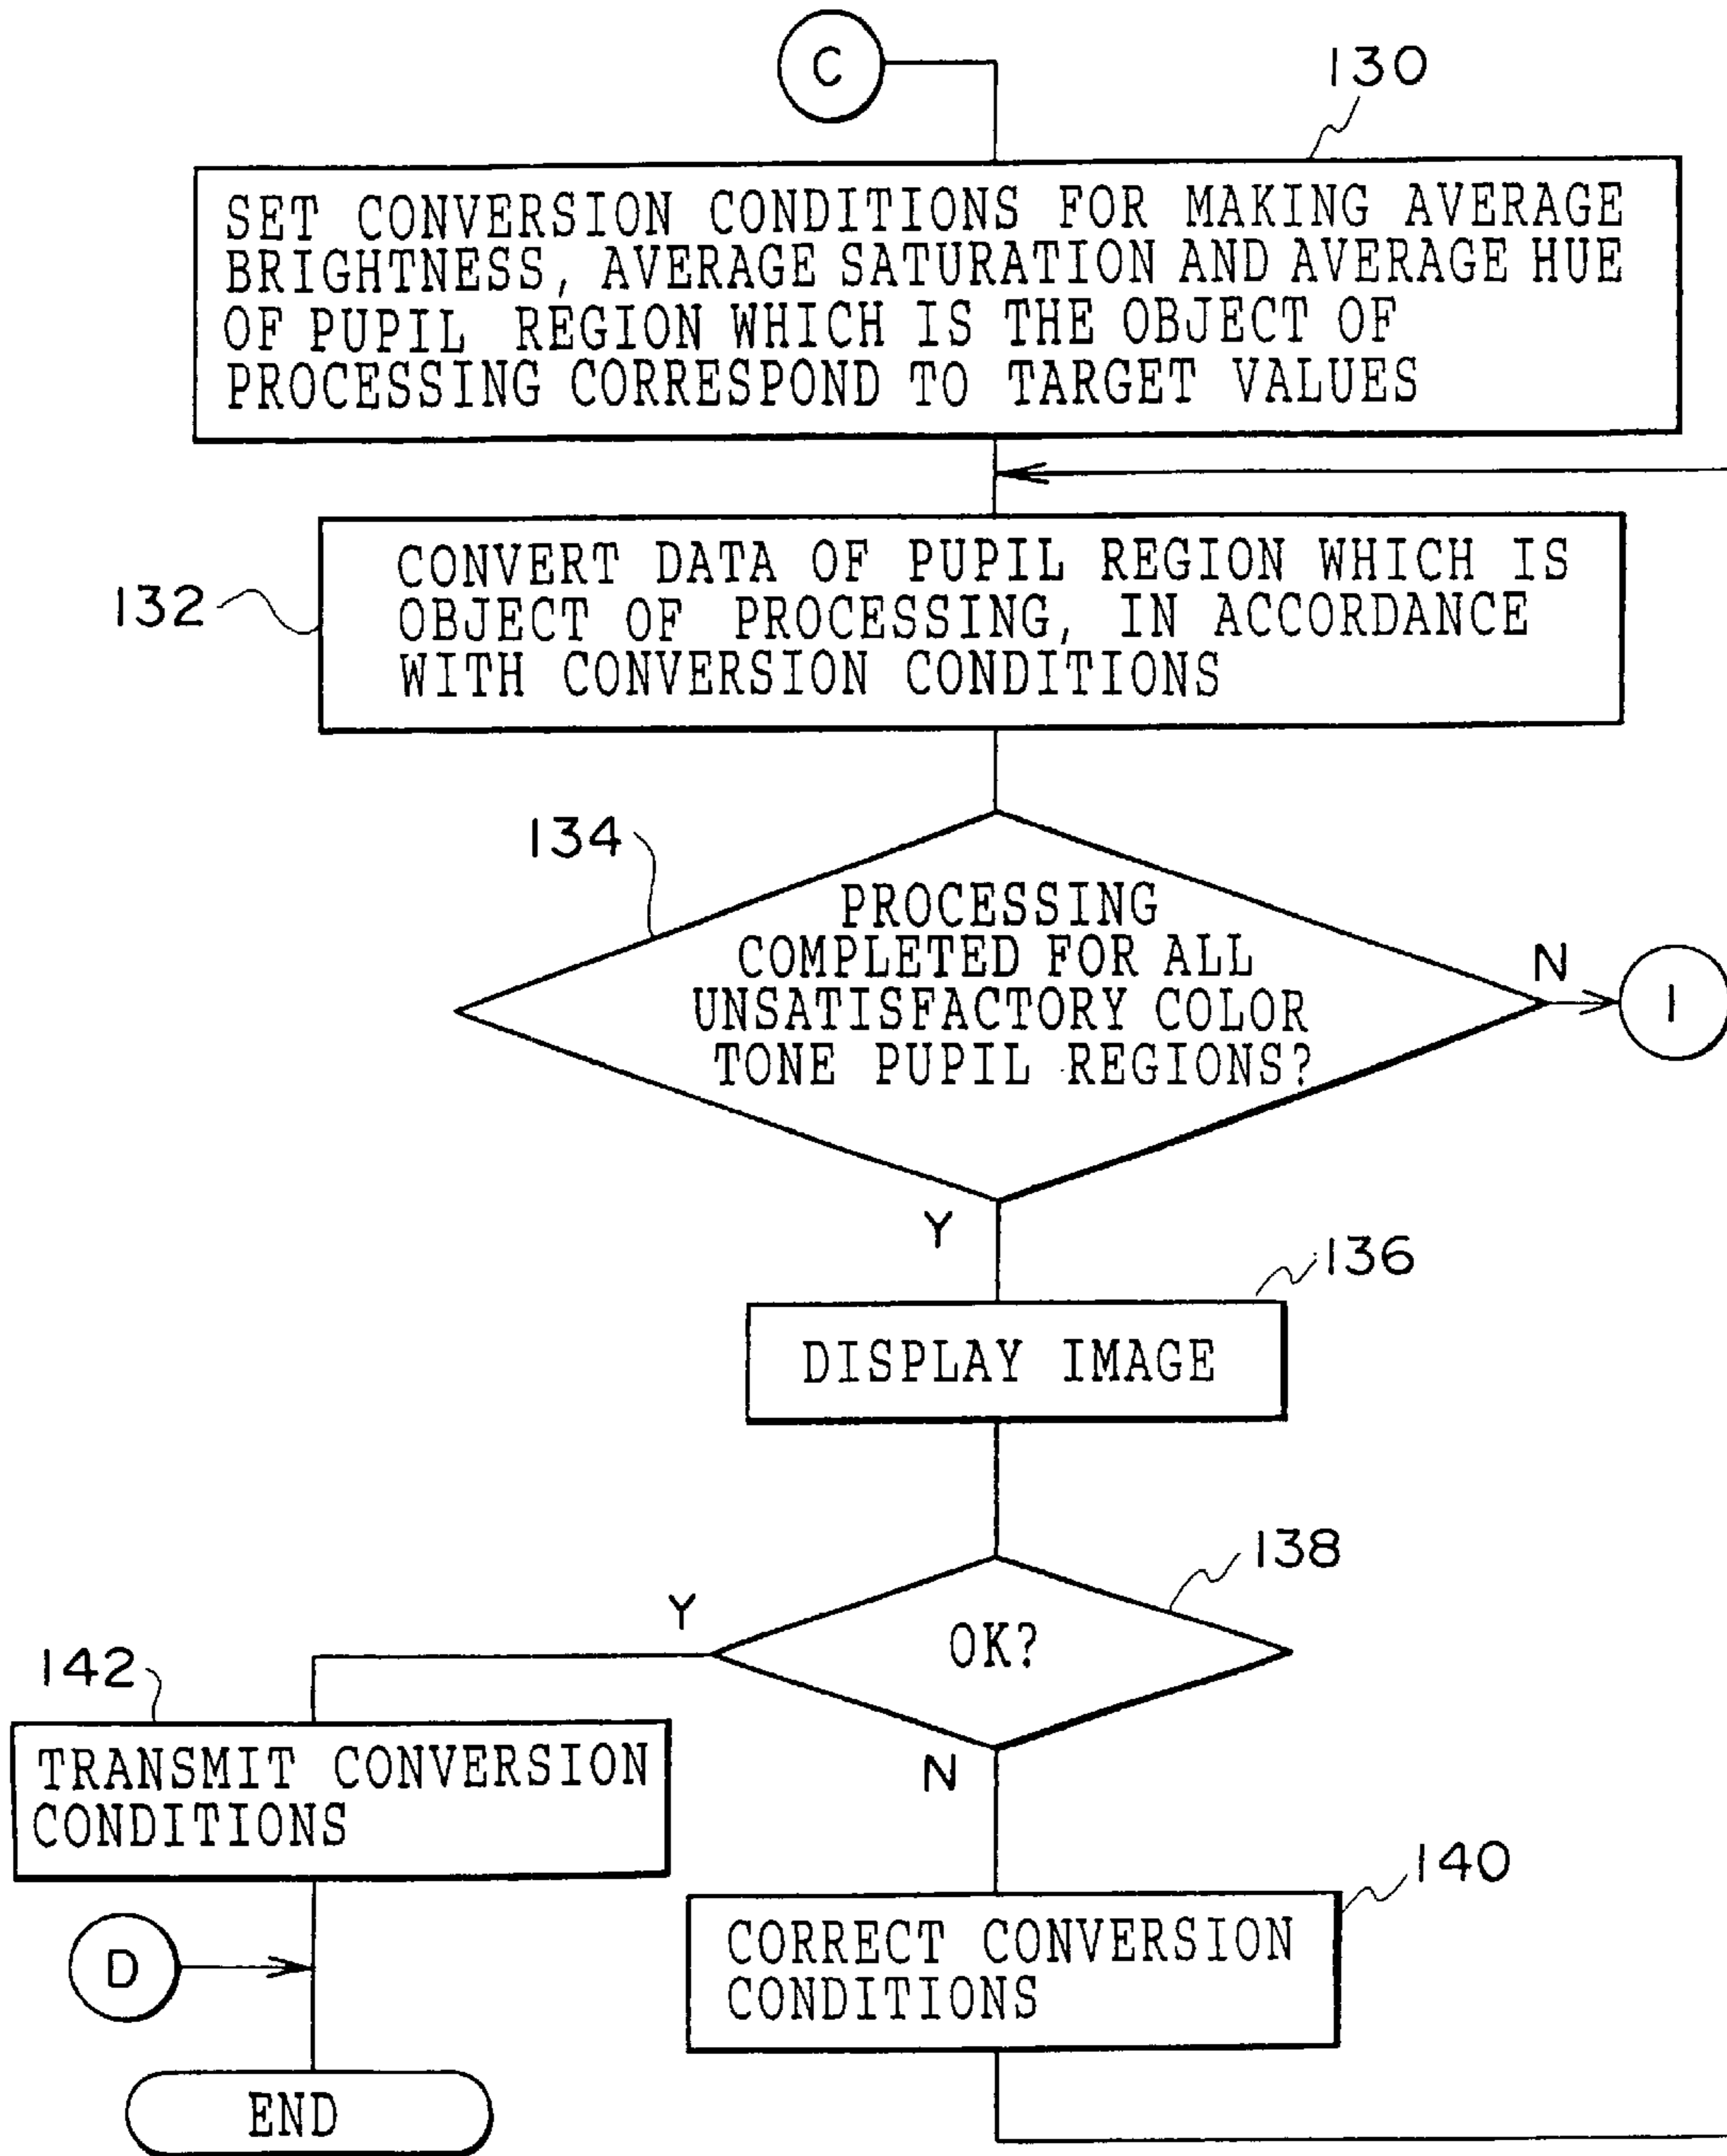 C
130
SET CONVERSION CONDITIONS FOR MAKING AVERAGE
BRIGHTNESS, AVERAGE SATURATION AND AVERAGE HUE
OF PUPIL REGION WHICH IS THE OBJECT OF
PROCESSING CORRESPOND TO TARGET VALUES
132
CONVERT DATA OF PUPIL REGION WHICH IS
OBJECT OF PROCESSING, IN ACCORDANCE
WITH CONVERSION CONDITIONS
134
PROCESSING
COMPLETED FOR ALL
UNSATISFACTORY COLOR
TONE PUPIL REGIONS?
N
I
Y
136
DISPLAY IMAGE
138
OK?
Y
N
142
TRANSMIT CONVERSION
CONDITIONS
140
CORRECT CONVERSION
CONDITIONS
D
END